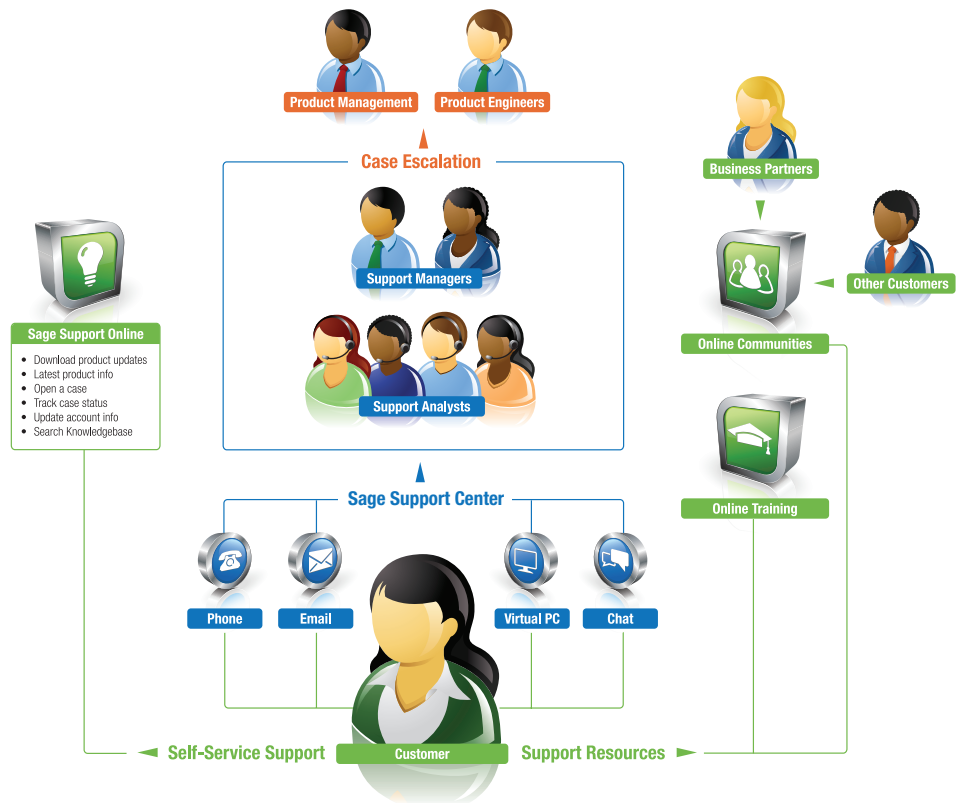 Product Management
Product Engineers
Case Escalation
Business Partners
Support Managers
Other Customers
Sage Support Online
• Download product updates
• Latest product info
• Open a case
• Track case status
• Update account info
• Search Knowledgebase
Online Communities
Support Analysts
Sage Support Center
Online Training
Phone
Email
Virtual PC
Chat
Self-Service Support
Customer
Support Resources